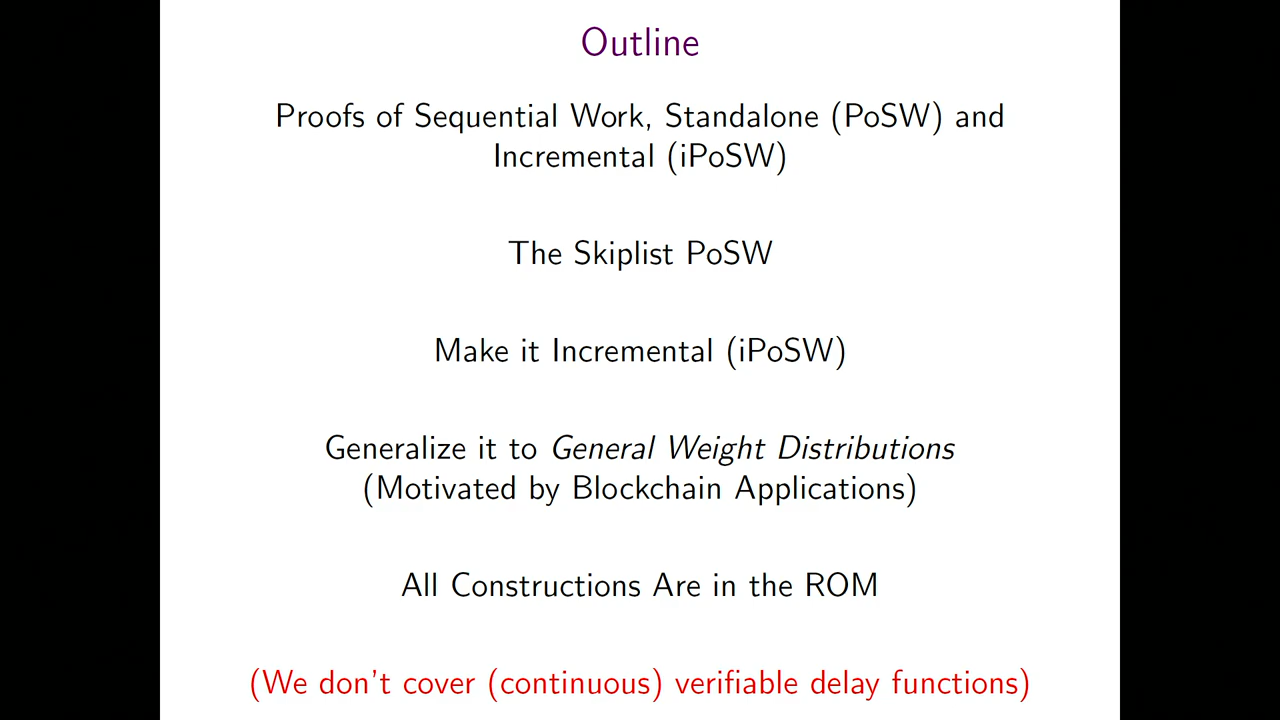 Outline
Proofs of Sequential Work, Standalone (PoSW) and
Incremental (iPoSW)
The Skiplist PoSW
Make it Incremental (iPoSW)
Generalize it to General Weight Distributions
(Motivated by Blockchain Applications)
All Constructions Are in the ROM
(We don't cover (continuous) verifiable delay functions)